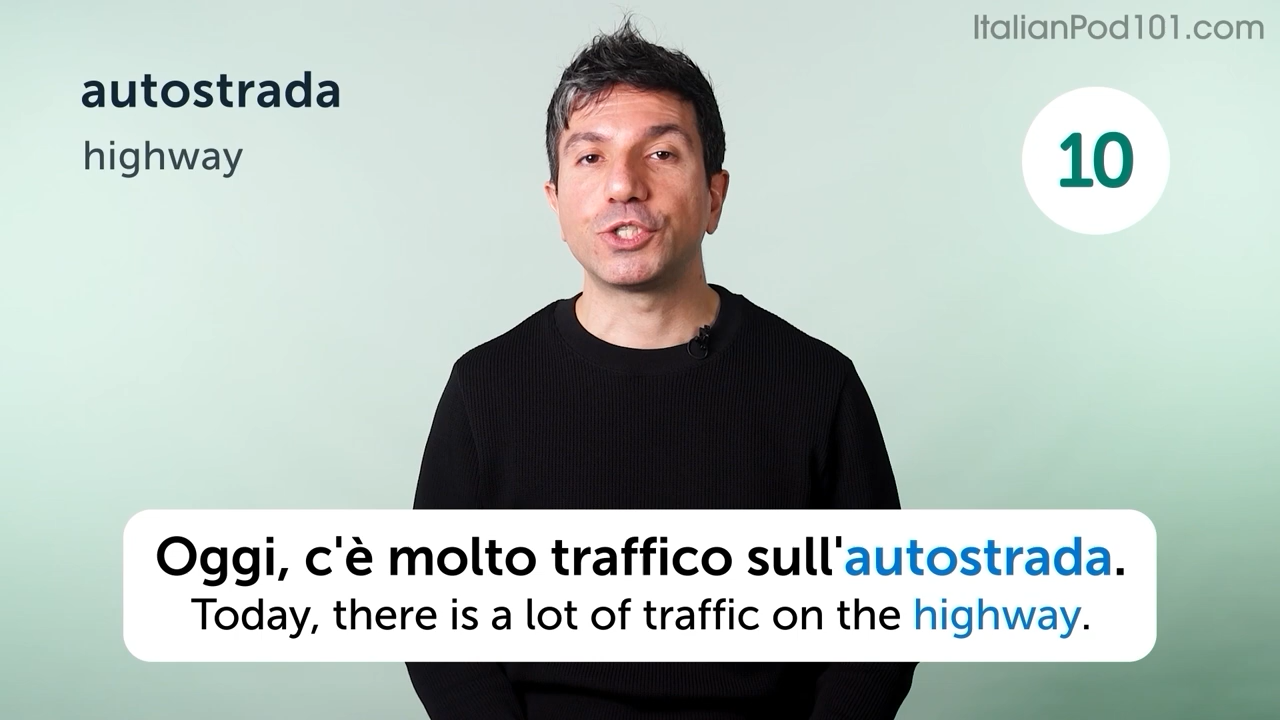 ItalianPod101.com
autostrada
highway
10
Oggi, c'è molto traffico sull'autostrada.
Today, there is a lot of traffic on the highway.